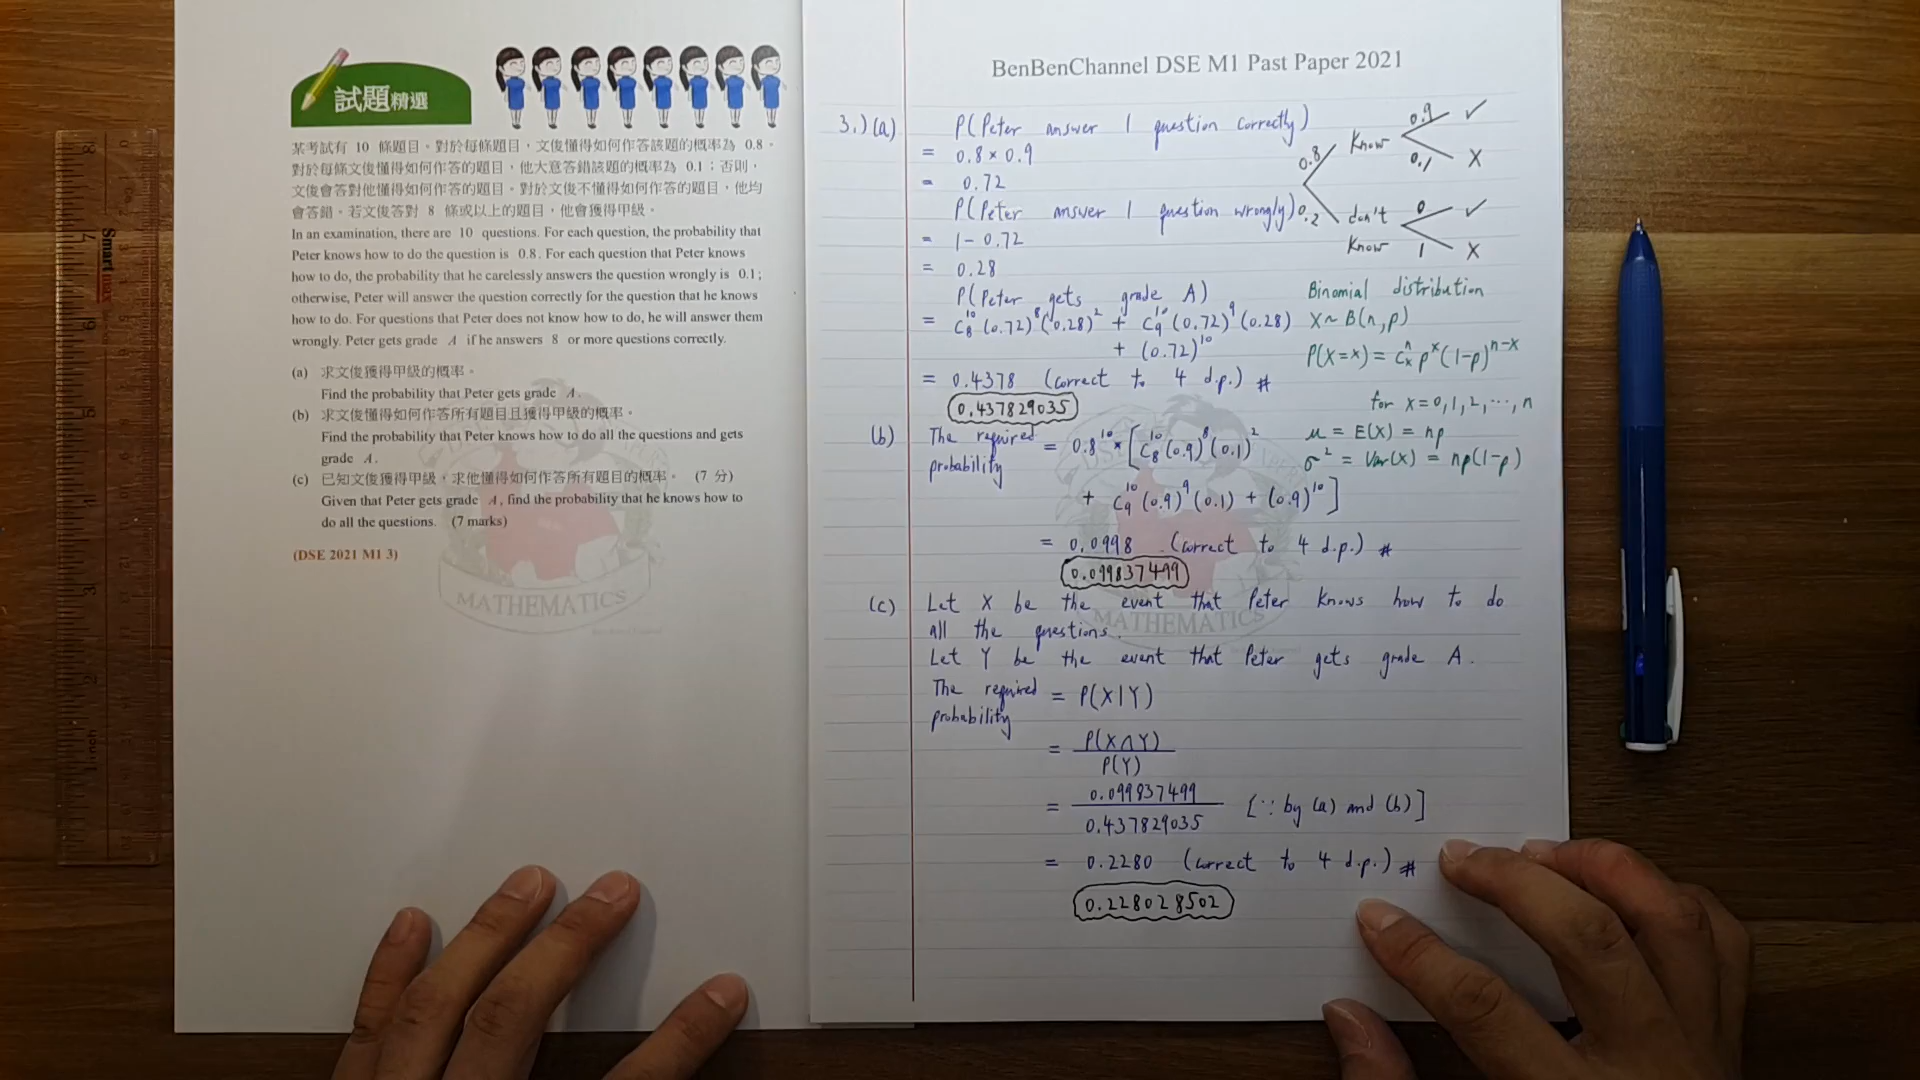 試題精選
某考試有 10 條題目。對於每條題目，文俊懂得如何作答該題的概率為 0.8。
對於每條文俊懂得如何作答的題目，他大意答錯該題的概率為 0.1；否則，
文俊會答對他懂得如何作答的題目。對於文俊不懂得如何作答的題目，他均
會答錯。若文俊答對 8 條或以上的題目，他會獲得甲級。
In an examination, there are 10 questions. For each question, the probability that
Peter knows how to do the question is 0.8. For each question that Peter knows
how to do, the probability that he carelessly answers the question wrongly is 0.1;
otherwise, Peter will answer the question correctly for the question that he knows
how to do. For questions that Peter does not know how to do, he will answer them
wrongly. Peter gets grade A if he answers 8 or more questions correctly.
(a) 求文俊獲得甲級的概率。
Find the probability that Peter gets grade A.
(b) 求文俊懂得如何作答所有題目且獲得甲級的概率。
Find the probability that Peter knows how to do all the questions and gets
grade A.
(c) 已知文俊獲得甲級，求他懂得如何作答所有題目的概率。 (7 分)
Given that Peter gets grade A, find the probability that he knows how to
do all the questions. (7 marks)
(DSE 2021 M1 3)
MATHEMATICS
BenBenChannel DSE M1 Past Paper 2021
3.) (a) P(Peter answer 1 question correctly)
= 0.8 × 0.9
= 0.72
P(Peter answer 1 question wrongly)
= 1 - 0.72
= 0.28
P(Peter gets grade A)
= C₈¹⁰ (0.72)⁸ (0.28)² + C₉¹⁰ (0.72)⁹ (0.28)
+ (0.72)¹⁰
= 0.4378 (correct to 4 d.p.) #
0.437829035
0.8 Know 0.9 ✓
0.1 X
0.2 don't Know 0 ✓
1 X
Binomial distribution
X ~ B(n, p)
P(X = x) = Cₓⁿ pˣ (1-p)ⁿ⁻ˣ
for x = 0, 1, 2, ..., n
μ = E(X) = np
σ² = Var(X) = np(1-p)
(b) The required probability = 0.8¹⁰ × [C₈¹⁰ (0.9)⁸ (0.1)²
+ C₉¹⁰ (0.9)⁹ (0.1) + (0.9)¹⁰]
= 0.0998 (correct to 4 d.p.) #
0.099837499
(c) Let X be the event that Peter knows how to do
all the questions.
Let Y be the event that Peter gets grade A.
The required probability = P(X|Y)
= P(X∩Y) / P(Y)
= 0.099837499 / 0.437829035 [∵ by (a) and (b)]
= 0.2280 (correct to 4 d.p.) #
0.228028502
MATHEMATICS
Smart
inch